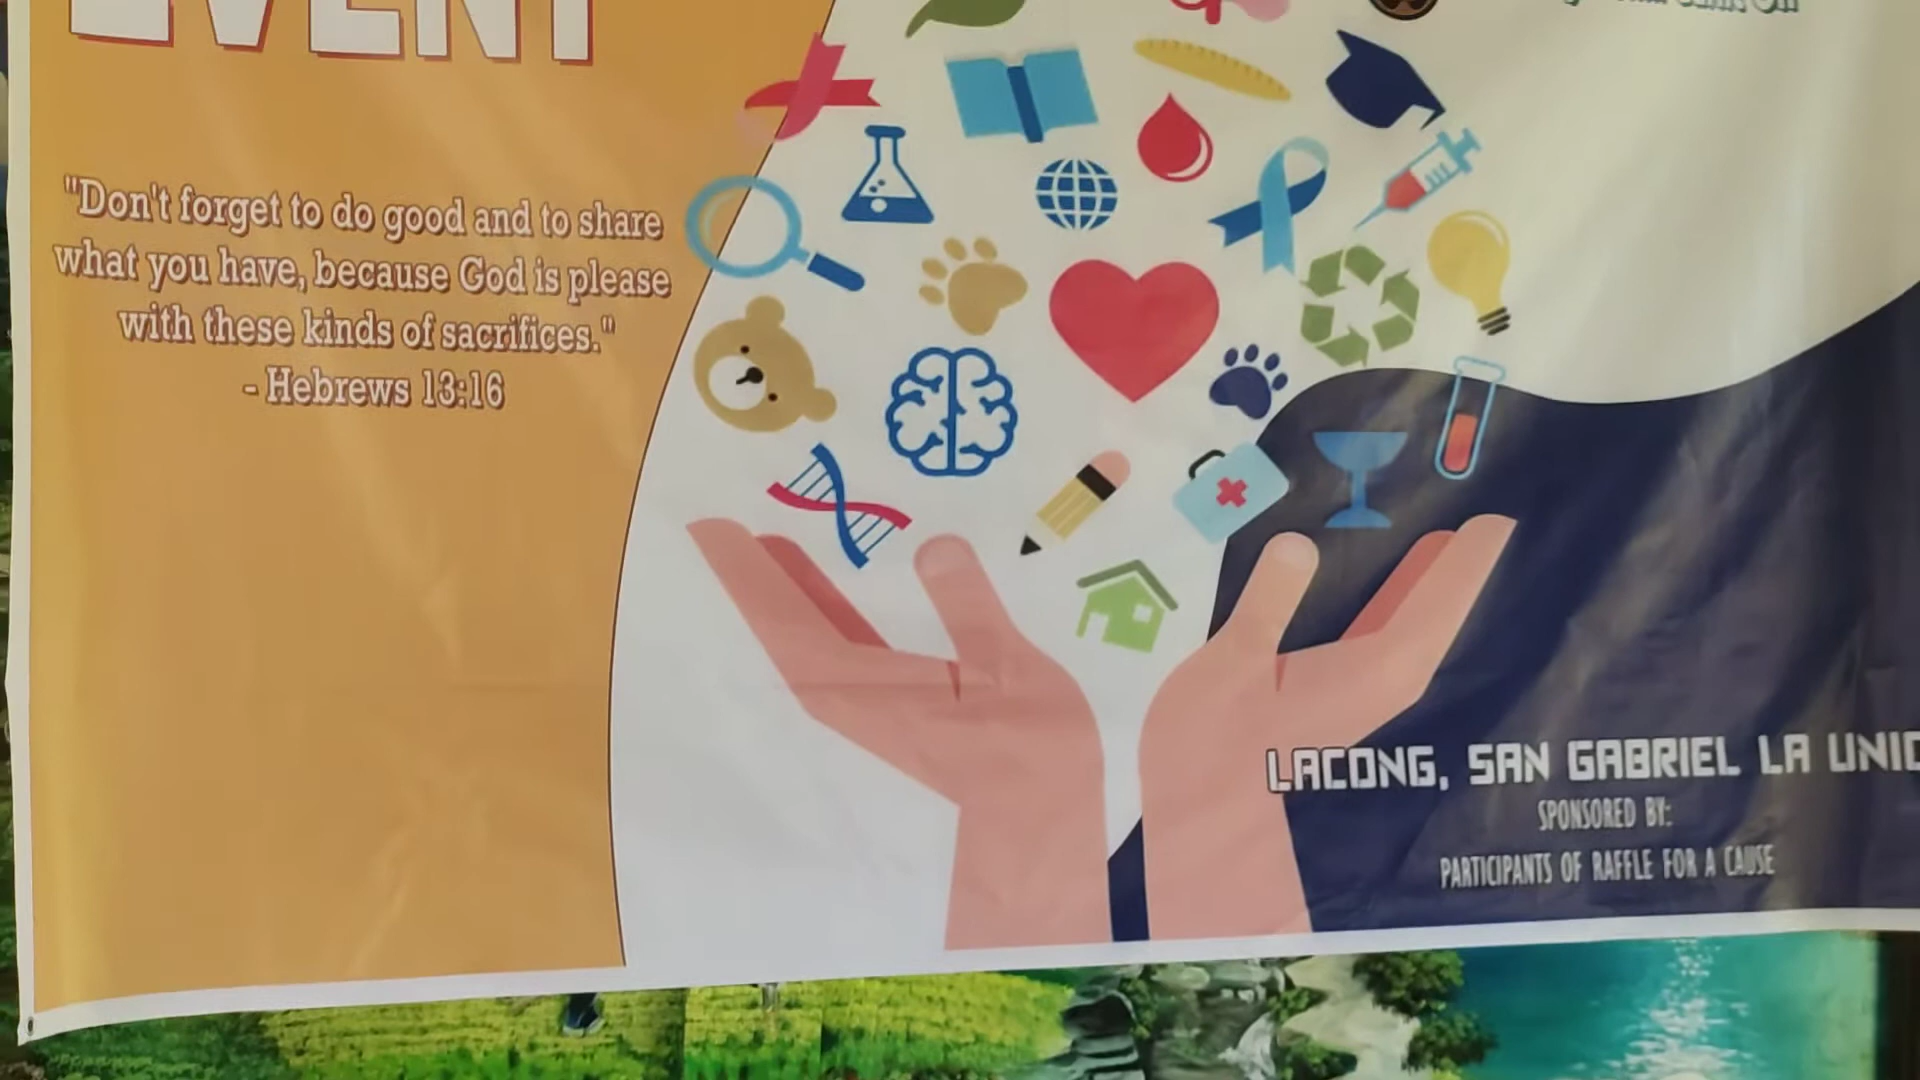 EVENT
"Don't forget to do good and to share
what you have, because God is please
with these kinds of sacrifices."
- Hebrews 13:16
LACONG, SAN GABRIEL LA UNIO
SPONSORED BY:
PARTICIPANTS OF RAFFLE FOR A CAUSE